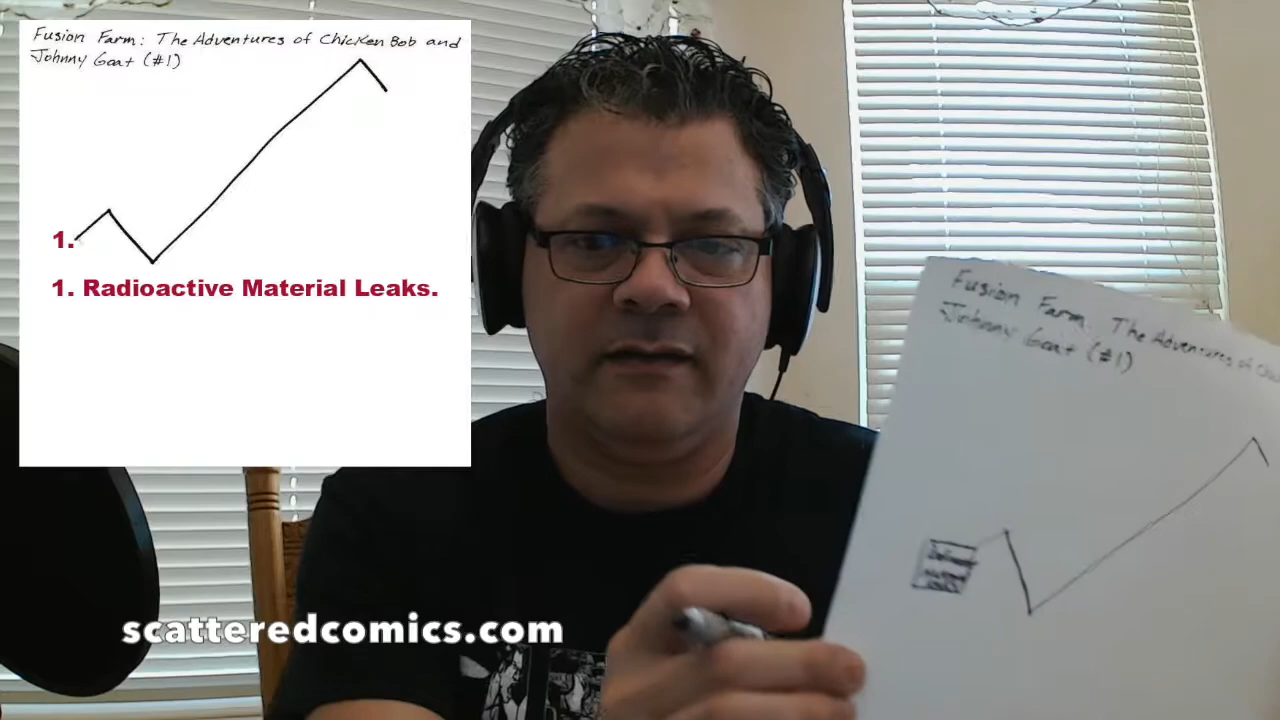 Fusion Farm: The Adventures of Chicken Bob and
Johnny Goat (#1)
1.
1. Radioactive Material Leaks.
Fusion Farm: The Adventures of
Johnny Goat (#1)
scatteredcomics.com